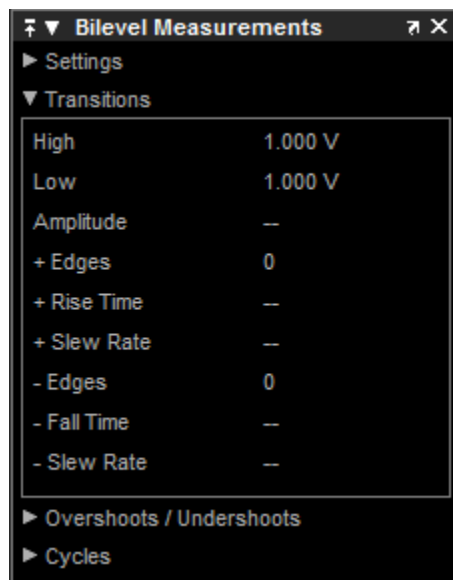 Bilevel Measurements
Settings
Transitions
High 1.000 V
Low 1.000 V
Amplitude --
+ Edges 0
+ Rise Time --
+ Slew Rate --
- Edges 0
- Fall Time --
- Slew Rate --
Overshoots / Undershoots
Cycles